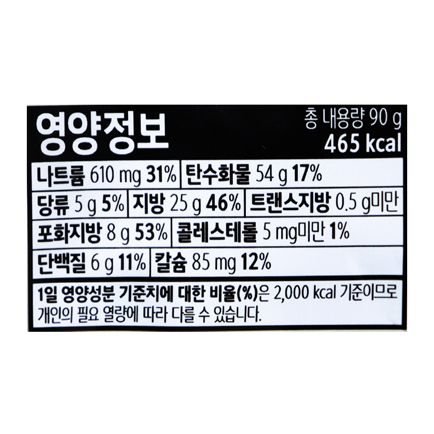 영양정보
총 내용량 90 g
465 kcal
나트륨 610 mg 31% 탄수화물 54 g 17%
당류 5 g 5% 지방 25 g 46% 트랜스지방 0.5 g미만
포화지방 8 g 53% 콜레스테롤 5 mg미만 1%
단백질 6 g 11% 칼슘 85 mg 12%
1일 영양성분 기준치에 대한 비율(%)은 2,000 kcal 기준이므로
개인의 필요 열량에 따라 다를 수 있습니다.